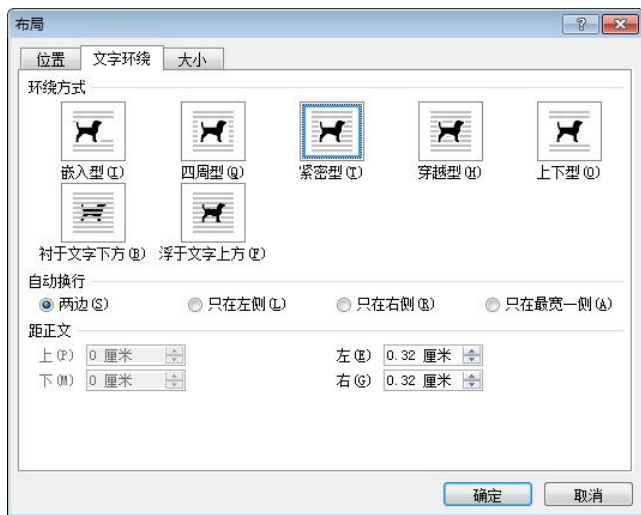 布局
位置 文字环绕 大小
环绕方式
嵌入型(I) 四周型(Q) 紧密型(T) 穿越型(H) 上下型(O)
衬于文字下方(B) 浮于文字上方(F)
自动换行
两边(S) 只在左侧(L) 只在右侧(R) 只在最宽一侧(A)
距正文
上(P) 0 厘米 左(E) 0.32 厘米
下(M) 0 厘米 右(G) 0.32 厘米
确定 取消